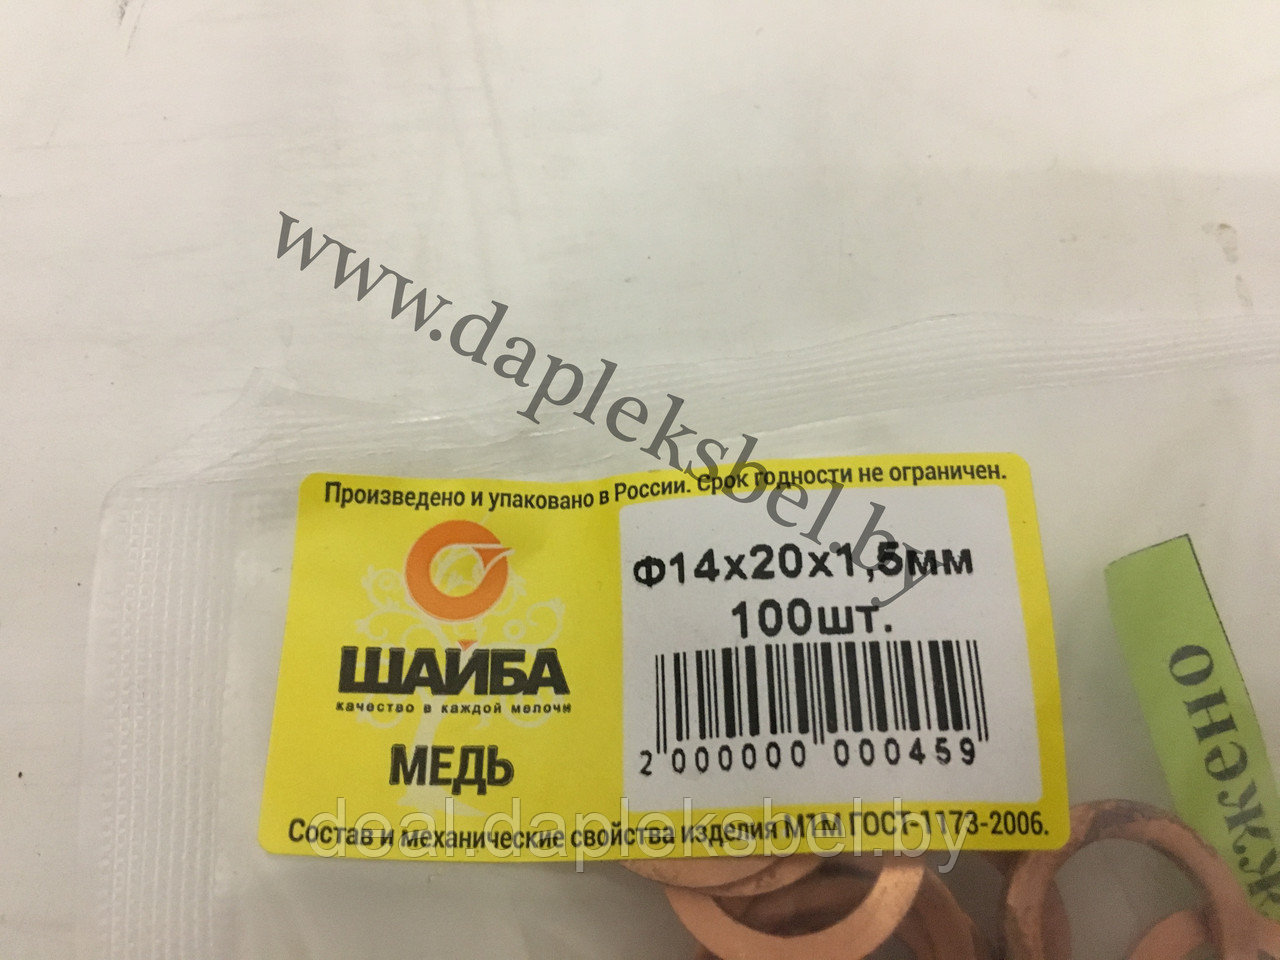 www.dapleksbel.by
Произведено и упаковано в России. Срок годности не ограничен.
ШАЙБА
качество в каждой мелочи
МЕДЬ
Ф14х20х1,5мм
100шт.
2 000000 000459
Состав и механические свойства изделия М1М ГОСТ-1173-2006.
deal.dapleksbel.by